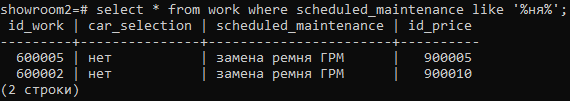 showroom2=# select * from work where scheduled_maintenance like '%ня%';
 id_work | car_selection | scheduled_maintenance | id_price
---------+---------------+-----------------------+----------
  600005 | нет           | замена ремня ГРМ      |   900005
  600002 | нет           | замена ремня ГРМ      |   900010
(2 строки)